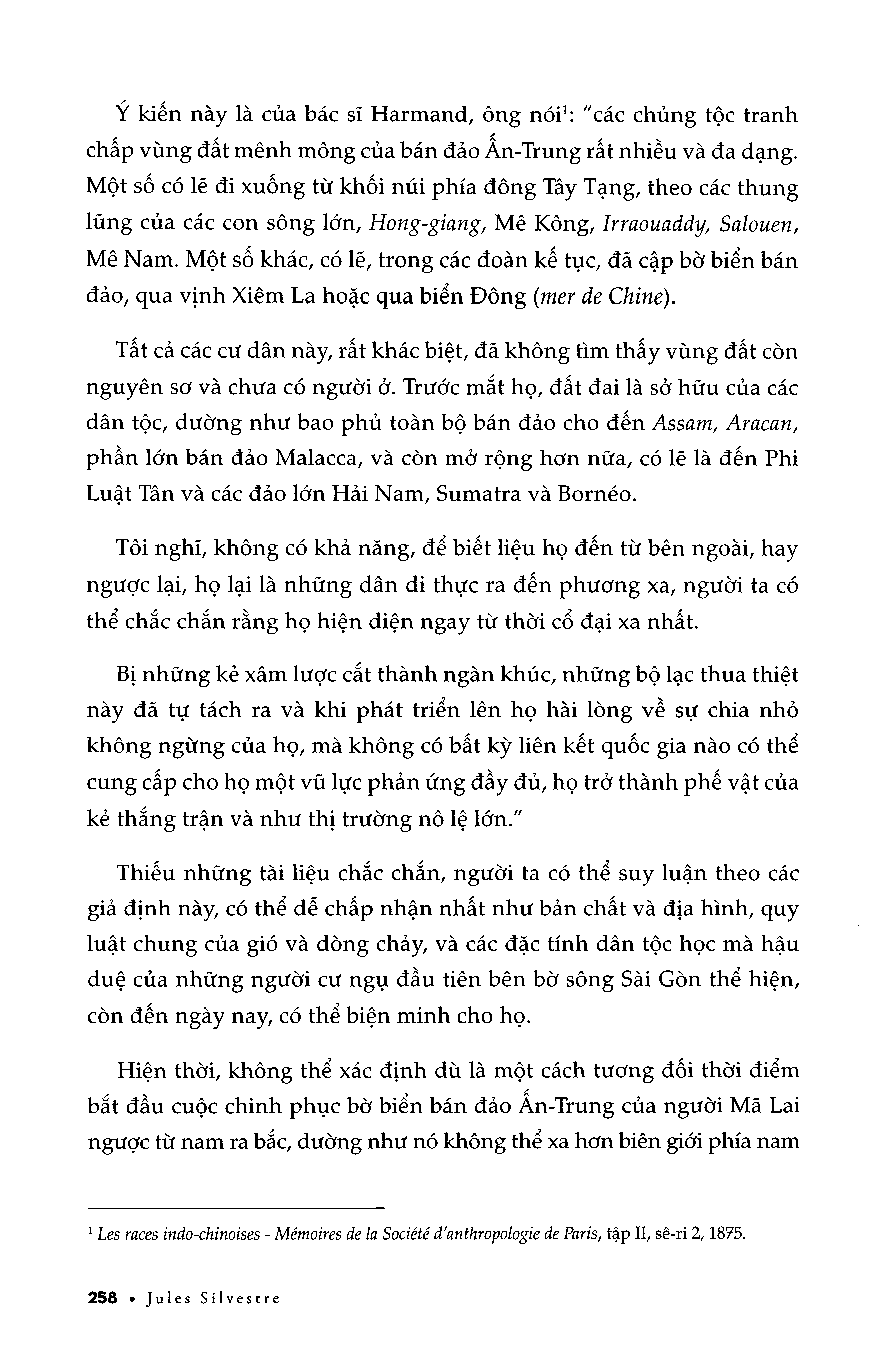 Ý kiến này là của bác sĩ Harmand, ông nói¹: "các chủng tộc tranh
chấp vùng đất mênh mông của bán đảo Ấn-Trung rất nhiều và đa dạng.
Một số có lẽ đi xuống từ khối núi phía đông Tây Tạng, theo các thung
lũng của các con sông lớn, Hong-giang, Mê Kông, Irraouaddy, Salouen,
Mê Nam. Một số khác, có lẽ, trong các đoàn kế tục, đã cập bờ biển bán
đảo, qua vịnh Xiêm La hoặc qua biển Đông (mer de Chine).
Tất cả các cư dân này, rất khác biệt, đã không tìm thấy vùng đất còn
nguyên sơ và chưa có người ở. Trước mắt họ, đất đai là sở hữu của các
dân tộc, dường như bao phủ toàn bộ bán đảo cho đến Assam, Aracan,
phần lớn bán đảo Malacca, và còn mở rộng hơn nữa, có lẽ là đến Phi
Luật Tân và các đảo lớn Hải Nam, Sumatra và Bornéo.
Tôi nghĩ, không có khả năng, để biết liệu họ đến từ bên ngoài, hay
ngược lại, họ lại là những dân di thực ra đến phương xa, người ta có
thể chắc chắn rằng họ hiện diện ngay từ thời cổ đại xa nhất.
Bị những kẻ xâm lược cắt thành ngàn khúc, những bộ lạc thua thiệt
này đã tự tách ra và khi phát triển lên họ hài lòng về sự chia nhỏ
không ngừng của họ, mà không có bất kỳ liên kết quốc gia nào có thể
cung cấp cho họ một vũ lực phản ứng đầy đủ, họ trở thành phế vật của
kẻ thắng trận và như thị trường nô lệ lớn."
Thiếu những tài liệu chắc chắn, người ta có thể suy luận theo các
giả định này, có thể dễ chấp nhận nhất như bản chất và địa hình, quy
luật chung của gió và dòng chảy, và các đặc tính dân tộc học mà hậu
duệ của những người cư ngụ đầu tiên bên bờ sông Sài Gòn thể hiện,
còn đến ngày nay, có thể biện minh cho họ.
Hiện thời, không thể xác định dù là một cách tương đối thời điểm
bắt đầu cuộc chinh phục bờ biển bán đảo Ấn-Trung của người Mã Lai
ngược từ nam ra bắc, dường như nó không thể xa hơn biên giới phía nam
¹ Les races indo-chinoises - Mémoires de la Société d'anthropologie de Paris, tập II, sê-ri 2, 1875.
258 • Jules Silvestre